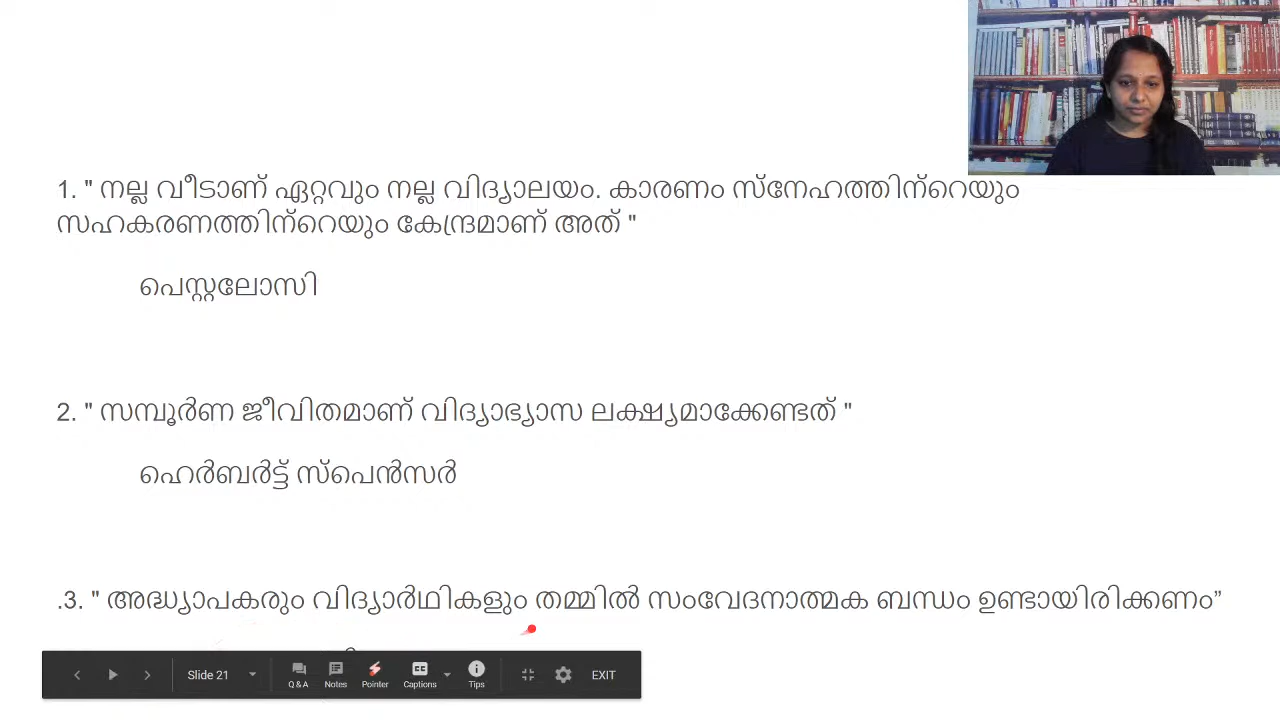 1. " നല്ല വീടാണ് ഏറ്റവും നല്ല വിദ്യാലയം. കാരണം സ്നേഹത്തിന്റെയും
സഹകരണത്തിന്റെയും കേന്ദ്രമാണ് അത് "
പെസ്റ്റലോസി
2. " സമ്പൂർണ ജീവിതമാണ് വിദ്യാഭ്യാസ ലക്ഷ്യമാക്കേണ്ടത് "
ഹെർബർട്ട് സ്പെൻസർ
.3. " അദ്ധ്യാപകരും വിദ്യാർഥികളും തമ്മിൽ സംവേദനാത്മക ബന്ധം ഉണ്ടായിരിക്കണം”
Slide 21 Q & A Notes Pointer Captions Tips EXIT